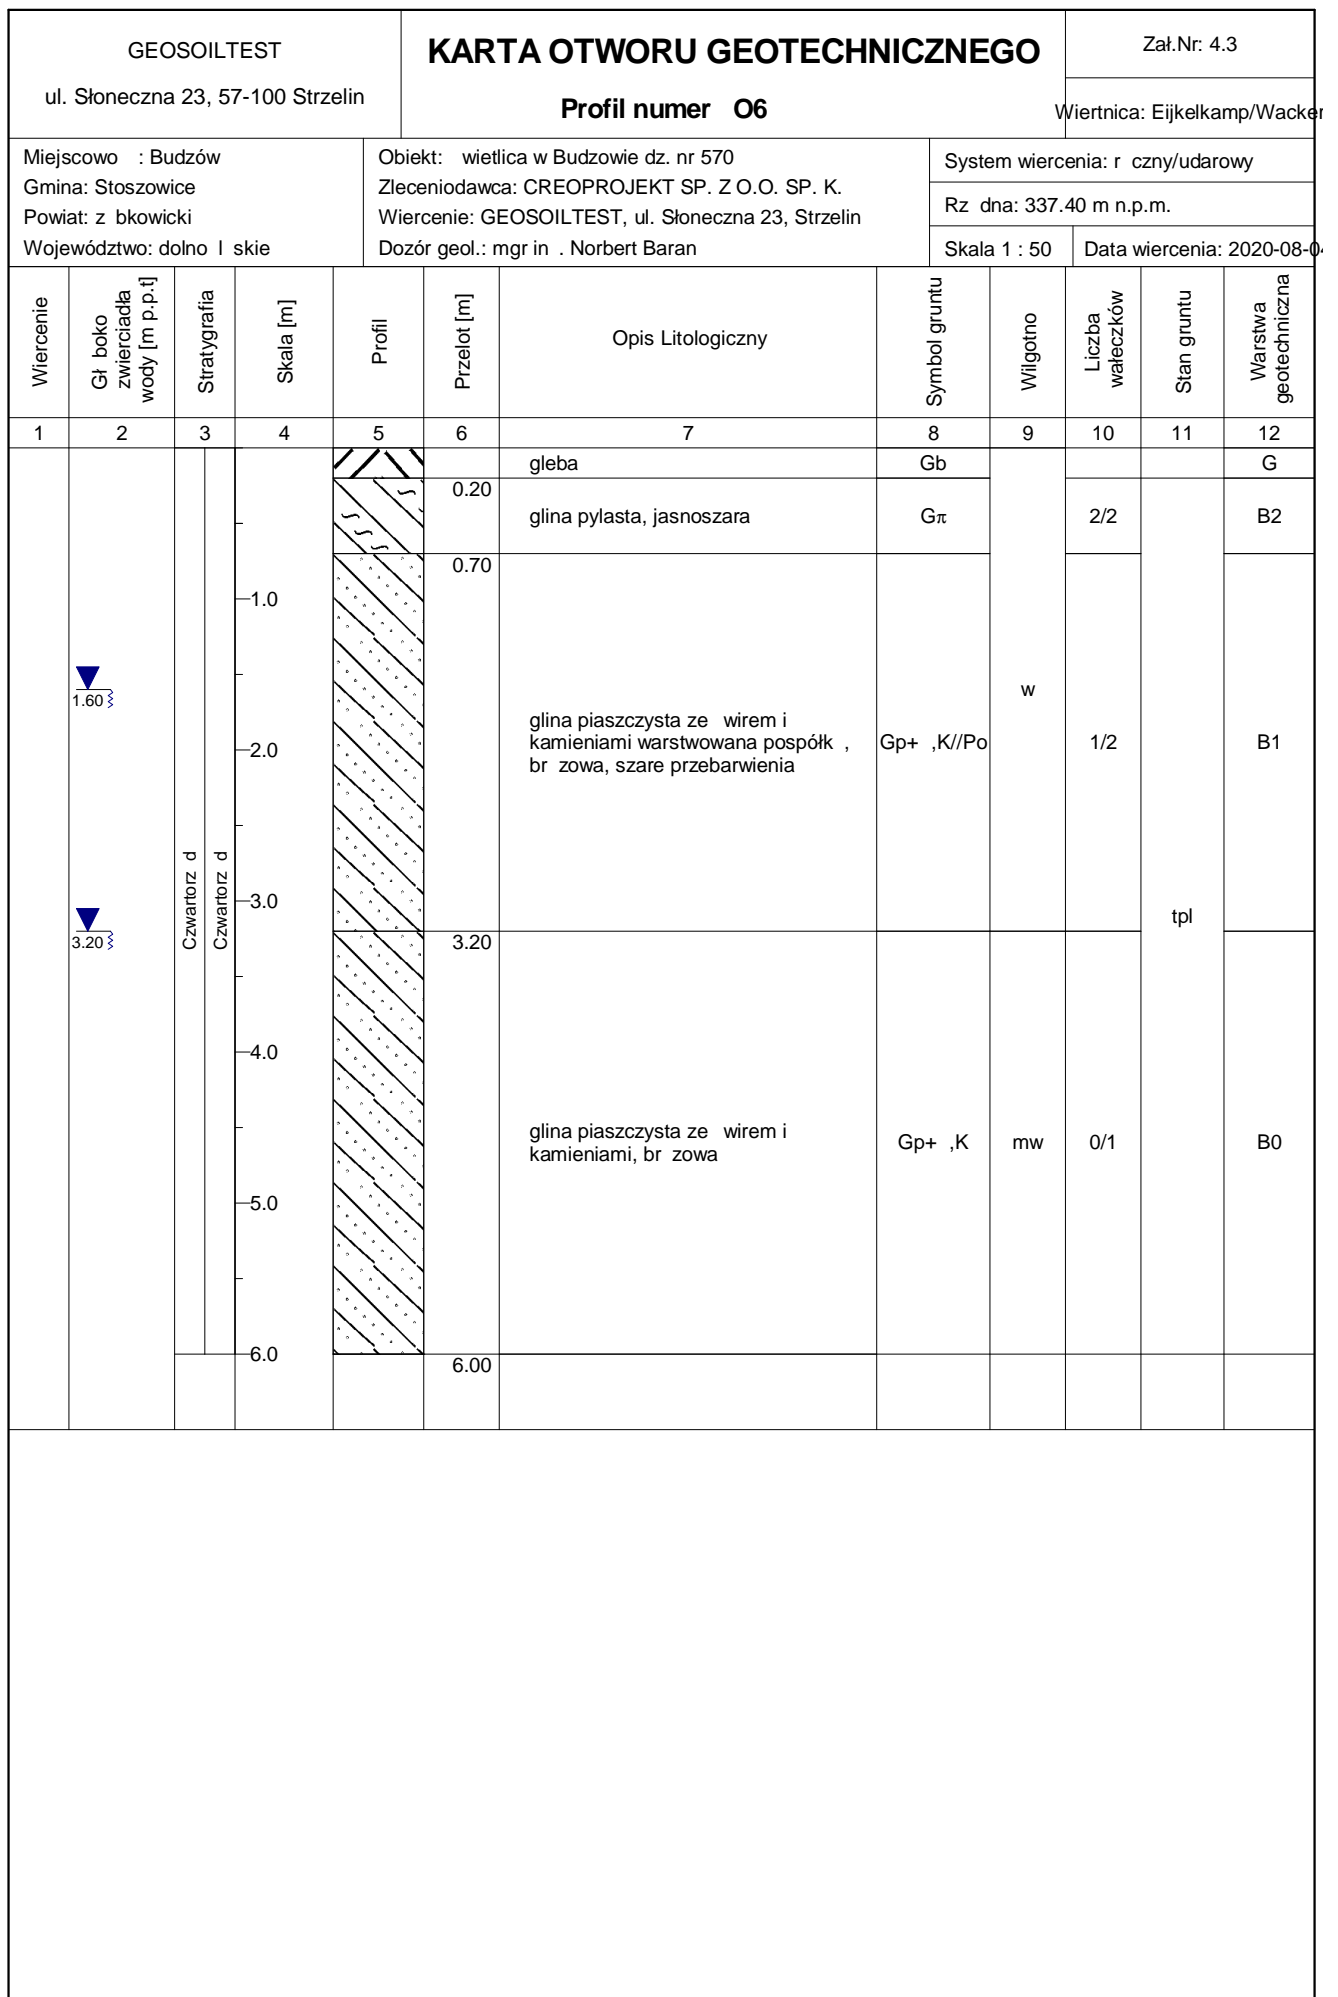 GEOSOILTEST
ul. Słoneczna 23, 57-100 Strzelin
KARTA OTWORU GEOTECHNICZNEGO
Profil numer O6
Zał.Nr: 4.3
Wiertnica: Eijkelkamp/Wacker
Miejscowo : Budzów
Gmina: Stoszowice
Powiat: z bkowicki
Województwo: dolno l skie
Obiekt: wietlica w Budzowie dz. nr 570
Zleceniodawca: CREOPROJEKT SP. Z O.O. SP. K.
Wiercenie: GEOSOILTEST, ul. Słoneczna 23, Strzelin
Dozór geol.: mgr in . Norbert Baran
System wiercenia: r czny/udarowy
Rz dna: 337.40 m n.p.m.
Skala 1 : 50
Data wiercenia: 2020-08-04
Wiercenie
Gł boko
zwierciadła
wody [m p.p.t]
Stratygrafia
Skala [m]
Profil
Przelot [m]
Opis Litologiczny
Symbol gruntu
Wilgotno
Liczba
wałeczków
Stan gruntu
Warstwa
geotechniczna
1 2 3 4 5 6 7 8 9 10 11 12
gleba Gb G
0.20
glina pylasta, jasnoszara Gπ 2/2 B2
0.70
1.0
1.60
w
glina piaszczysta ze wirem i
kamieniami warstwowana pospółk ,
br zowa, szare przebarwienia
Gp+ ,K//Po 1/2 B1
2.0
Czwartorz d
Czwartorz d
3.0
tpl
3.20
3.20
4.0
glina piaszczysta ze wirem i
kamieniami, br zowa
Gp+ ,K mw 0/1 B0
5.0
6.0
6.00